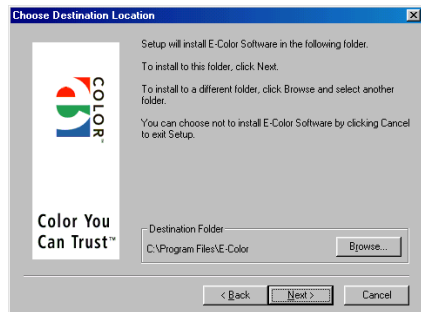 Choose Destination Location
Setup will install E-Color Software in the following folder.
To install to this folder, click Next.
To install to a different folder, click Browse and select another
folder.
You can choose not to install E-Color Software by clicking Cancel
to exit Setup.
e
COLOR™
Color You
Can Trust™
Destination Folder
C:\Program Files\E-Color
Browse...
< Back
Next >
Cancel